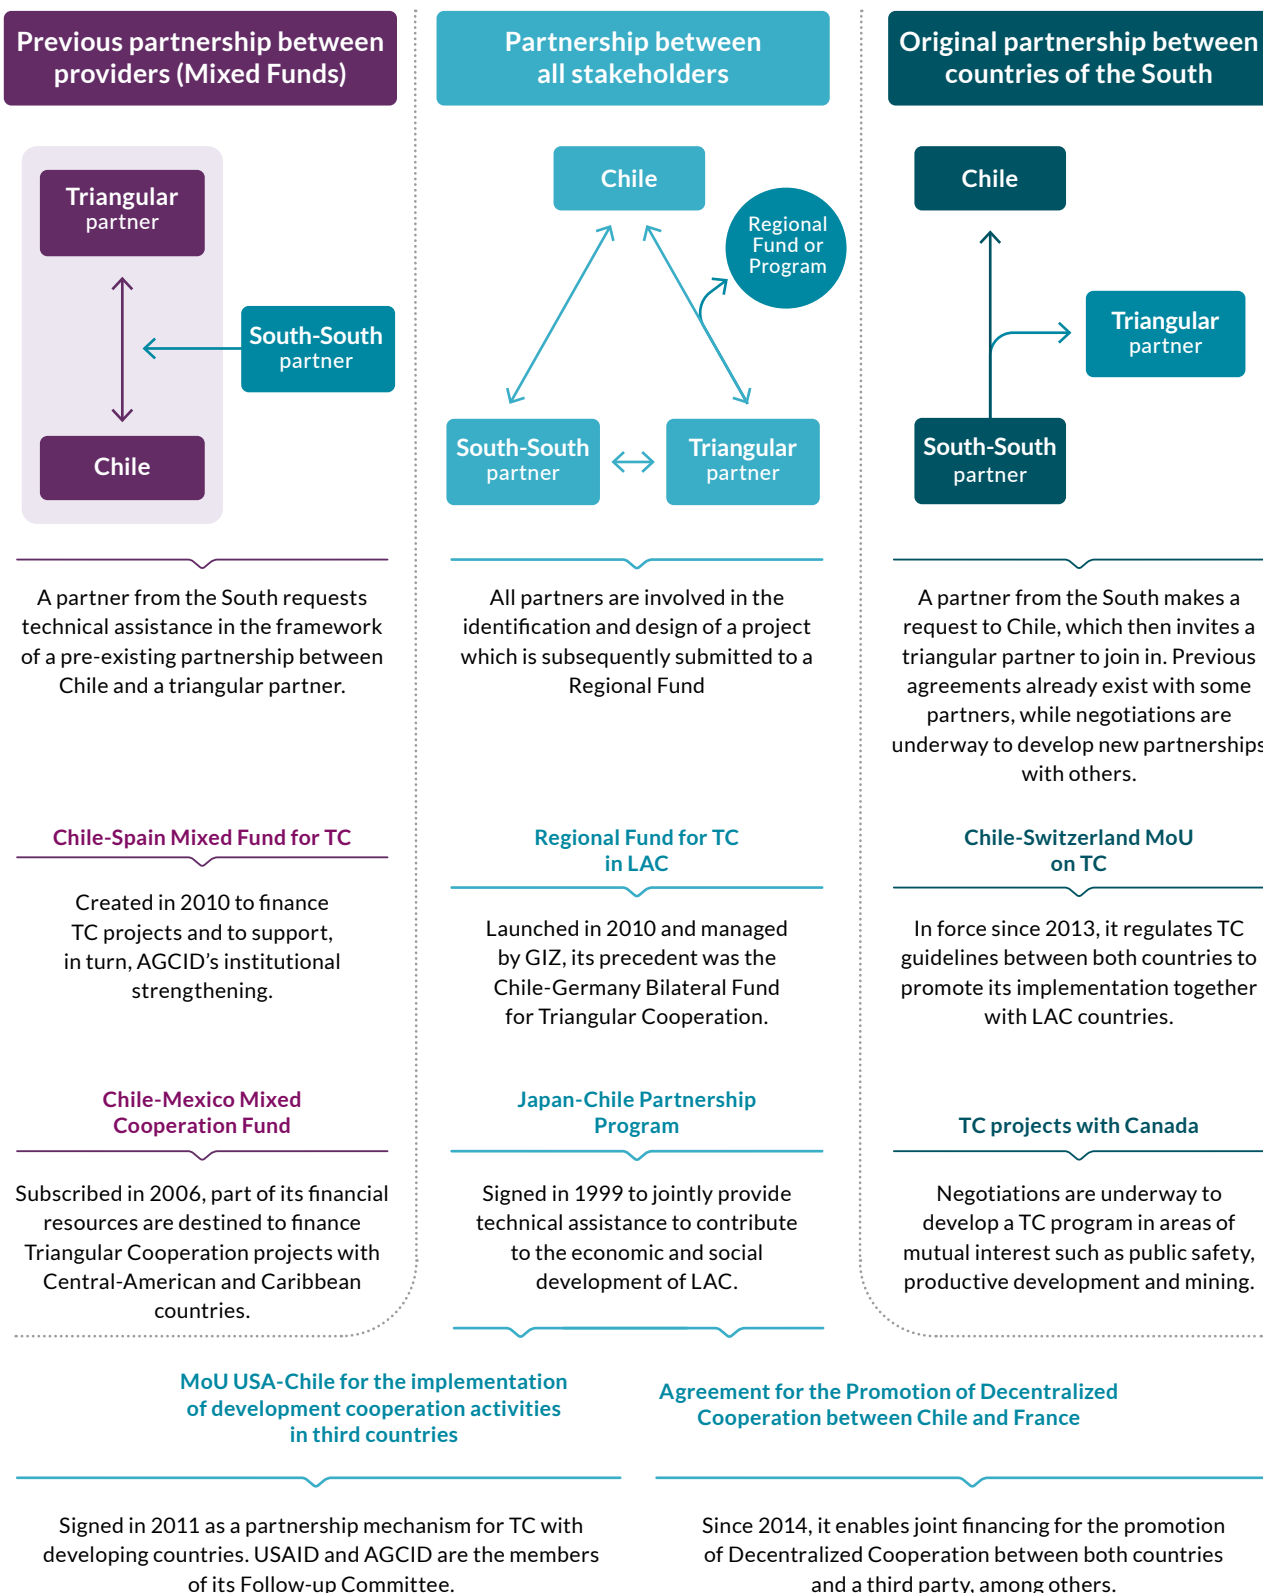 Previous partnership between
providers (Mixed Funds)
Triangular
partner
South-South
partner
Chile
A partner from the South requests
technical assistance in the framework
of a pre-existing partnership between
Chile and a triangular partner.
Chile-Spain Mixed Fund for TC
Created in 2010 to finance
TC projects and to support,
in turn, AGCID’s institutional
strengthening.
Chile-Mexico Mixed
Cooperation Fund
Subscribed in 2006, part of its financial
resources are destined to finance
Triangular Cooperation projects with
Central-American and Caribbean
countries.
Partnership between
all stakeholders
Chile
Regional
Fund or
Program
South-South
partner
Triangular
partner
All partners are involved in the
identification and design of a project
which is subsequently submitted to a
Regional Fund
Regional Fund for TC
in LAC
Launched in 2010 and managed
by GIZ, its precedent was the
Chile-Germany Bilateral Fund
for Triangular Cooperation.
Japan-Chile Partnership
Program
Signed in 1999 to jointly provide
technical assistance to contribute
to the economic and social
development of LAC.
Original partnership between
countries of the South
Chile
Triangular
partner
South-South
partner
A partner from the South makes a
request to Chile, which then invites a
triangular partner to join in. Previous
agreements already exist with some
partners, while negotiations are
underway to develop new partnerships
with others.
Chile-Switzerland MoU
on TC
In force since 2013, it regulates TC
guidelines between both countries to
promote its implementation together
with LAC countries.
TC projects with Canada
Negotiations are underway to
develop a TC program in areas of
mutual interest such as public safety,
productive development and mining.
MoU USA-Chile for the implementation
of development cooperation activities
in third countries
Signed in 2011 as a partnership mechanism for TC with
developing countries. USAID and AGCID are the members
of its Follow-up Committee.
Agreement for the Promotion of Decentralized
Cooperation between Chile and France
Since 2014, it enables joint financing for the promotion
of Decentralized Cooperation between both countries
and a third party, among others.